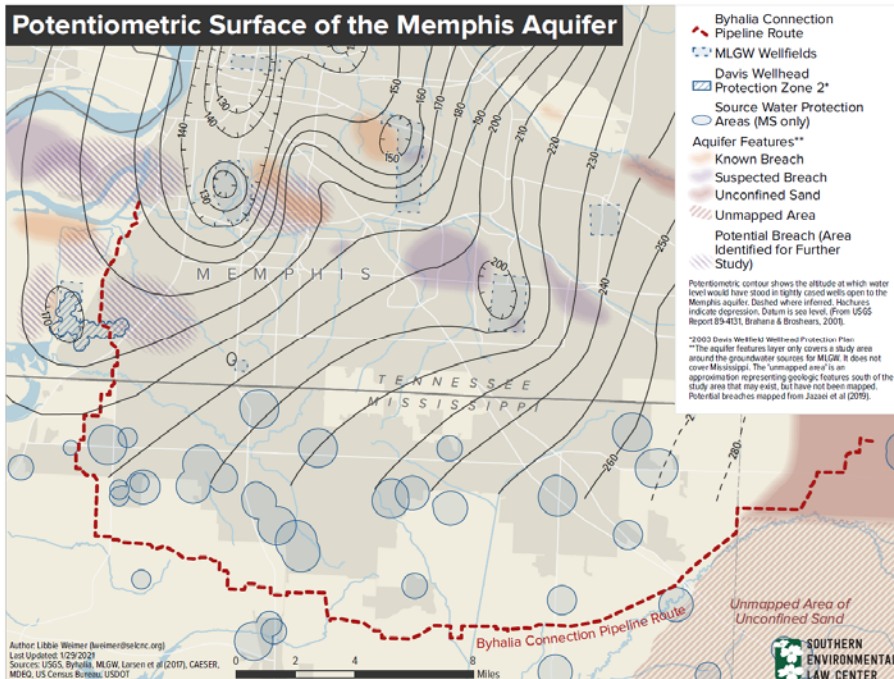 Potentiometric Surface of the Memphis Aquifer
Byhalia Connection
Pipeline Route
MLGW Wellfields
Davis Wellhead
Protection Zone 2*
Source Water Protection
Areas (MS only)
Aquifer Features**
Known Breach
Suspected Breach
Unconfined Sand
Unmapped Area
Potential Breach (Area
Identified for Further
Study)
Potentiometric contour shows the altitude at which water
level would have stood in tightly cased wells open to the
Memphis aquifer. Dashed where inferred. Hachures
indicate depression. Datum is sea level. (From USGS
Report 89-4131, Brahana & Broshears, 2001).
*2003 Davis Wellfield Wellhead Protection Plan
**The aquifer features layer only covers a study area
around the groundwater sources for MLGW. It does not
cover Mississippi. The "unmapped area" is an
approximation representing geologic features south of the
study area that may exist, but have not been mapped.
Potential breaches mapped from Jazaei et al (2019).
130
140
140
130
150
160
170
180
190
200
210
220
230
150
250
240
200
170
MEMPHIS
TENNESSEE
MISSISSIPPI
260
280
Byhalia Connection Pipeline Route
Unmapped Area of
Unconfined Sand
Author: Libbie Weimer (lweimer@selcnc.org)
Last Updated: 1/29/2021
Sources: USGS, Byhalia, MLGW, Larsen et al (2017), CAESER,
MDEQ, US Census Bureau, USDOT
0 2 4 8
Miles
SOUTHERN
ENVIRONMENTAL
LAW CENTER